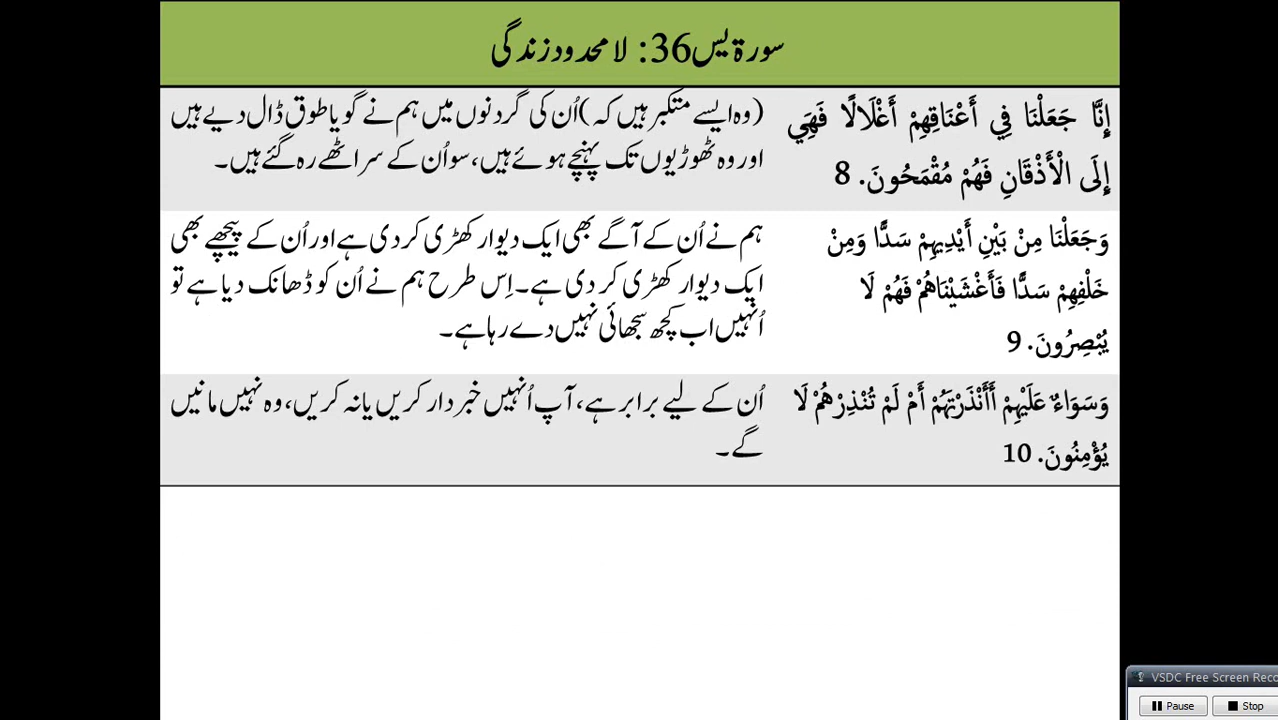 سورۃ یس36: لا محدود زندگی
إِنَّا جَعَلْنَا فِي أَعْنَاقِهِمْ أَغْلَالًا فَهِيَ
إِلَى الْأَذْقَانِ فَهُمْ مُقْمَحُونَ. 8
(وہ ایسے متکبر ہیں کہ) اُن کی گردنوں میں ہم نے گویا طوق ڈال دیے ہیں
اور وہ ٹھوڑیوں تک پہنچے ہوئے ہیں، سو اُن کے سر اٹھے رہ گئے ہیں۔
وَجَعَلْنَا مِنْ بَيْنِ أَيْدِيهِمْ سَدًّا وَمِنْ
خَلْفِهِمْ سَدًّا فَأَغْشَيْنَاهُمْ فَهُمْ لَا
يُبْصِرُونَ. 9
ہم نے اُن کے آگے بھی ایک دیوار کھڑی کر دی ہے اور اُن کے پیچھے بھی
ایک دیوار کھڑی کر دی ہے۔ اِس طرح ہم نے اُن کو ڈھانک دیا ہے تو
اُنہیں اب کچھ سجھائی نہیں دے رہا ہے۔
وَسَوَاءٌ عَلَيْهِمْ أَأَنْذَرْتَهُمْ أَمْ لَمْ تُنْذِرْهُمْ لَا
يُؤْمِنُونَ. 10
اُن کے لیے برابر ہے، آپ اُنہیں خبردار کریں یا نہ کریں، وہ نہیں مانیں
گے۔
VSDC Free Screen Reco
Pause Stop